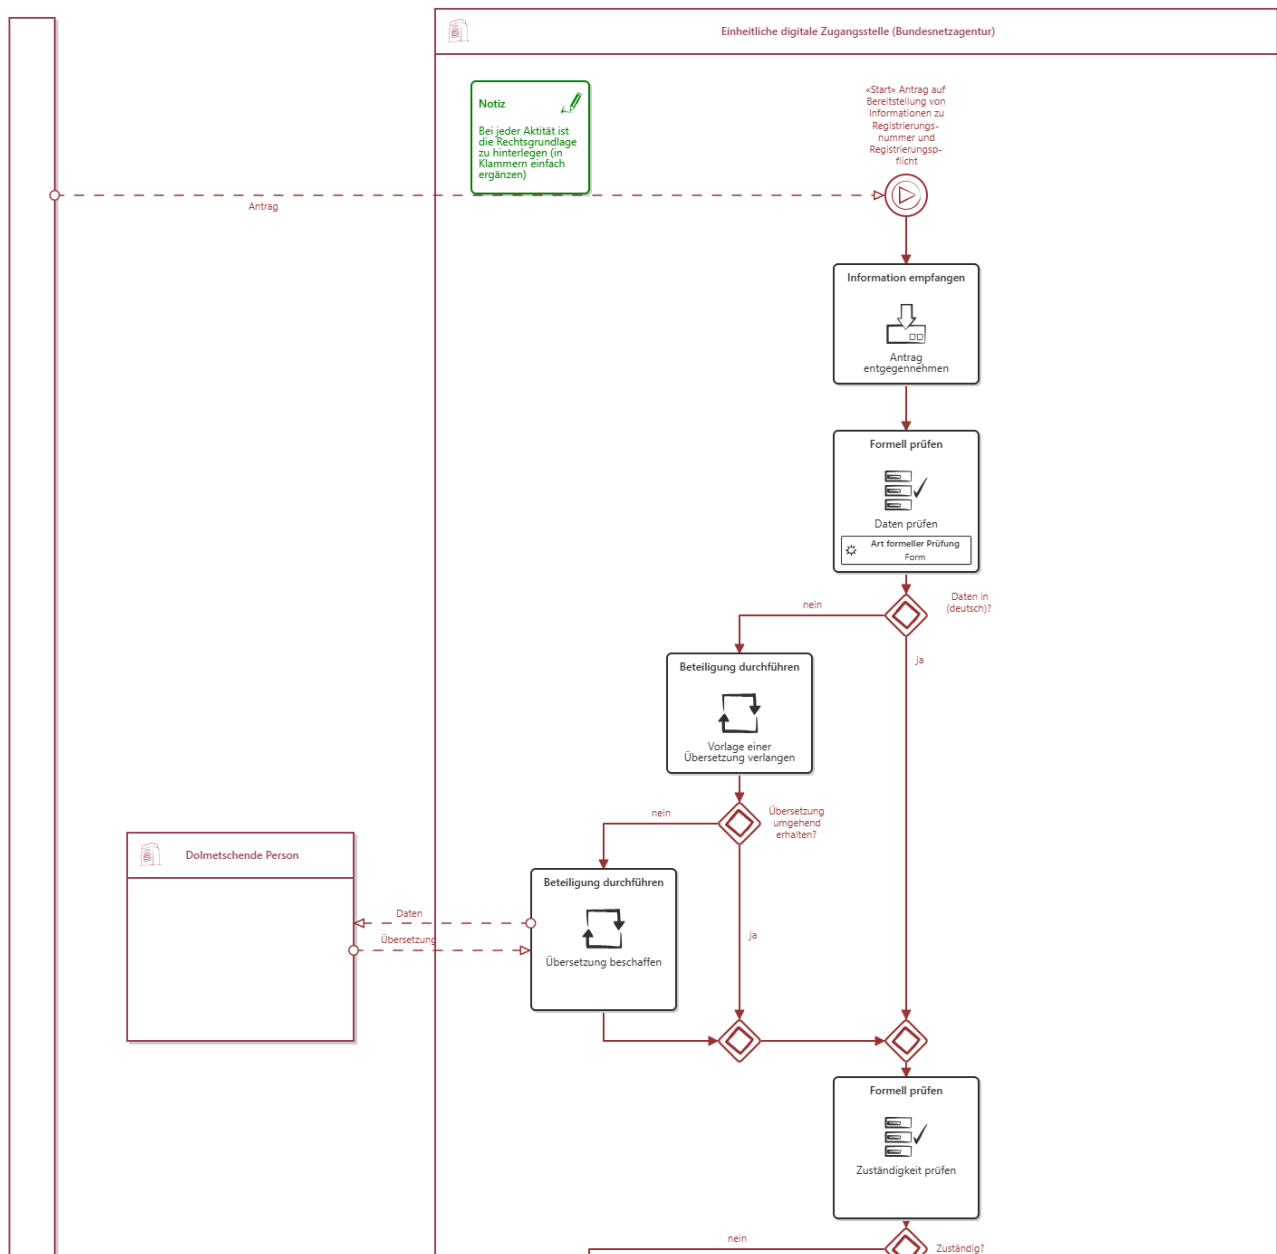 Einheitliche digitale Zugangsstelle (Bundesnetzagentur)
Notiz
Bei jeder Aktität ist
die Rechtsgrundlage
zu hinterlegen (in
Klammern einfach
ergänzen)
«Start» Antrag auf
Bereitstellung von
Informationen zu
Registrierungs-
nummer und
Registrierungsp-
flicht
Antrag
Information empfangen
Antrag
entgegennehmen
Formell prüfen
Daten prüfen
Art formeller Prüfung
Form
Daten in
(deutsch)?
nein
ja
Beteiligung durchführen
Vorlage einer
Übersetzung verlangen
Übersetzung
umgehend
erhalten?
nein
ja
Dolmetschende Person
Beteiligung durchführen
Übersetzung beschaffen
Daten
Übersetzung
Formell prüfen
Zuständigkeit prüfen
nein
Zuständig?